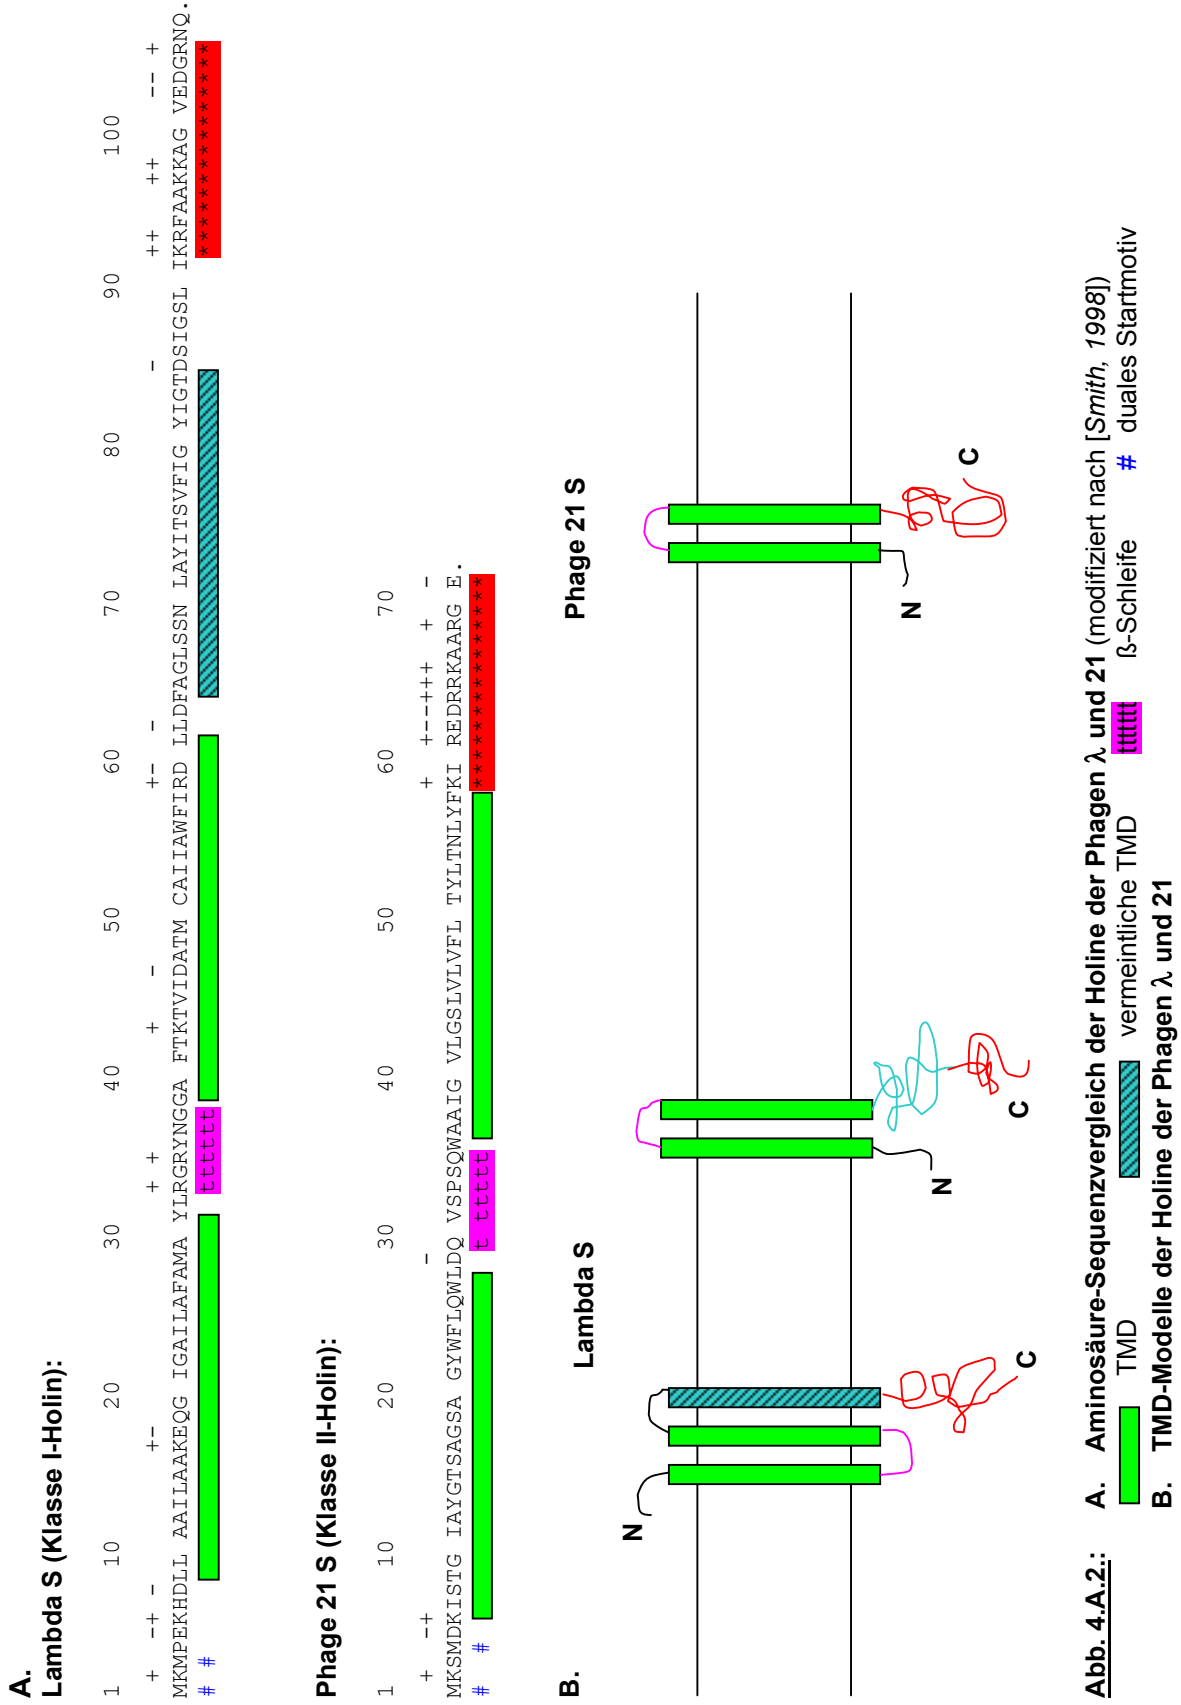 A.
Lambda S (Klasse I-Holin):
1 10 20 30 40 50 60 70 80 90 100
+ -+ - +- + + + - +- - - ++ ++ -- +
MKMPEKHDLL AAILAAKEQG IGAILAFAMA YLRGRYNGGA FTKTVIDATM CAIIAWFIRD LLDFAGLSSN LAYITSVFIG YIGTDSIGSL IKRFAAKKAG VEDGRNQ.
# # tttttt ***************
Phage 21 S (Klasse II-Holin):
1 10 20 30 40 50 60 70
+ -+ - + +--+++ + -
MKSMDKISTG IAYGTSAGSA GYWFLQWLDQ VSPSQWAAIG VLGSLVLVFL TYLTNLYFKI REDRRKAARG E.
# # t ttttt ***************
B.
Lambda S Phage 21 S
N C N C N C
Abb. 4.A.2.: A. Aminosäure-Sequenzvergleich der Holine der Phagen λ und 21 (modifiziert nach [Smith, 1998])
TMD vermeintliche TMD ttttttt ß-Schleife # duales Startmotiv
B. TMD-Modelle der Holine der Phagen λ und 21